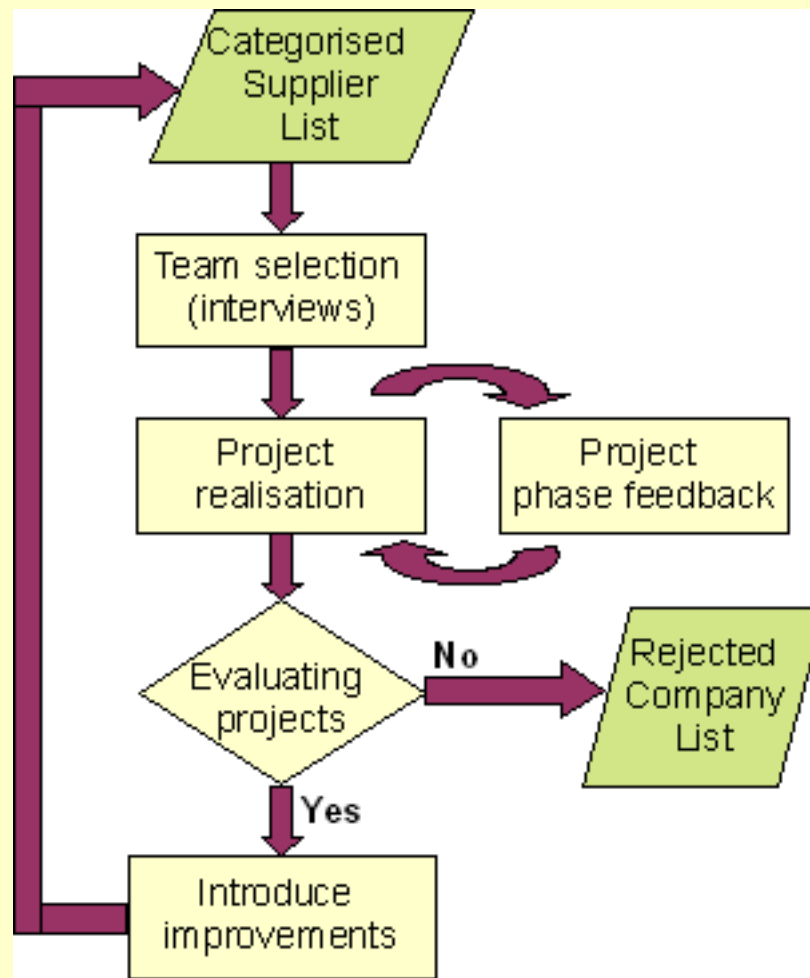 Categorised
Supplier
List
Team selection
(interviews)
Project
realisation
Project
phase feedback
Evaluating
projects
No
Rejected
Company
List
Yes
Introduce
improvements